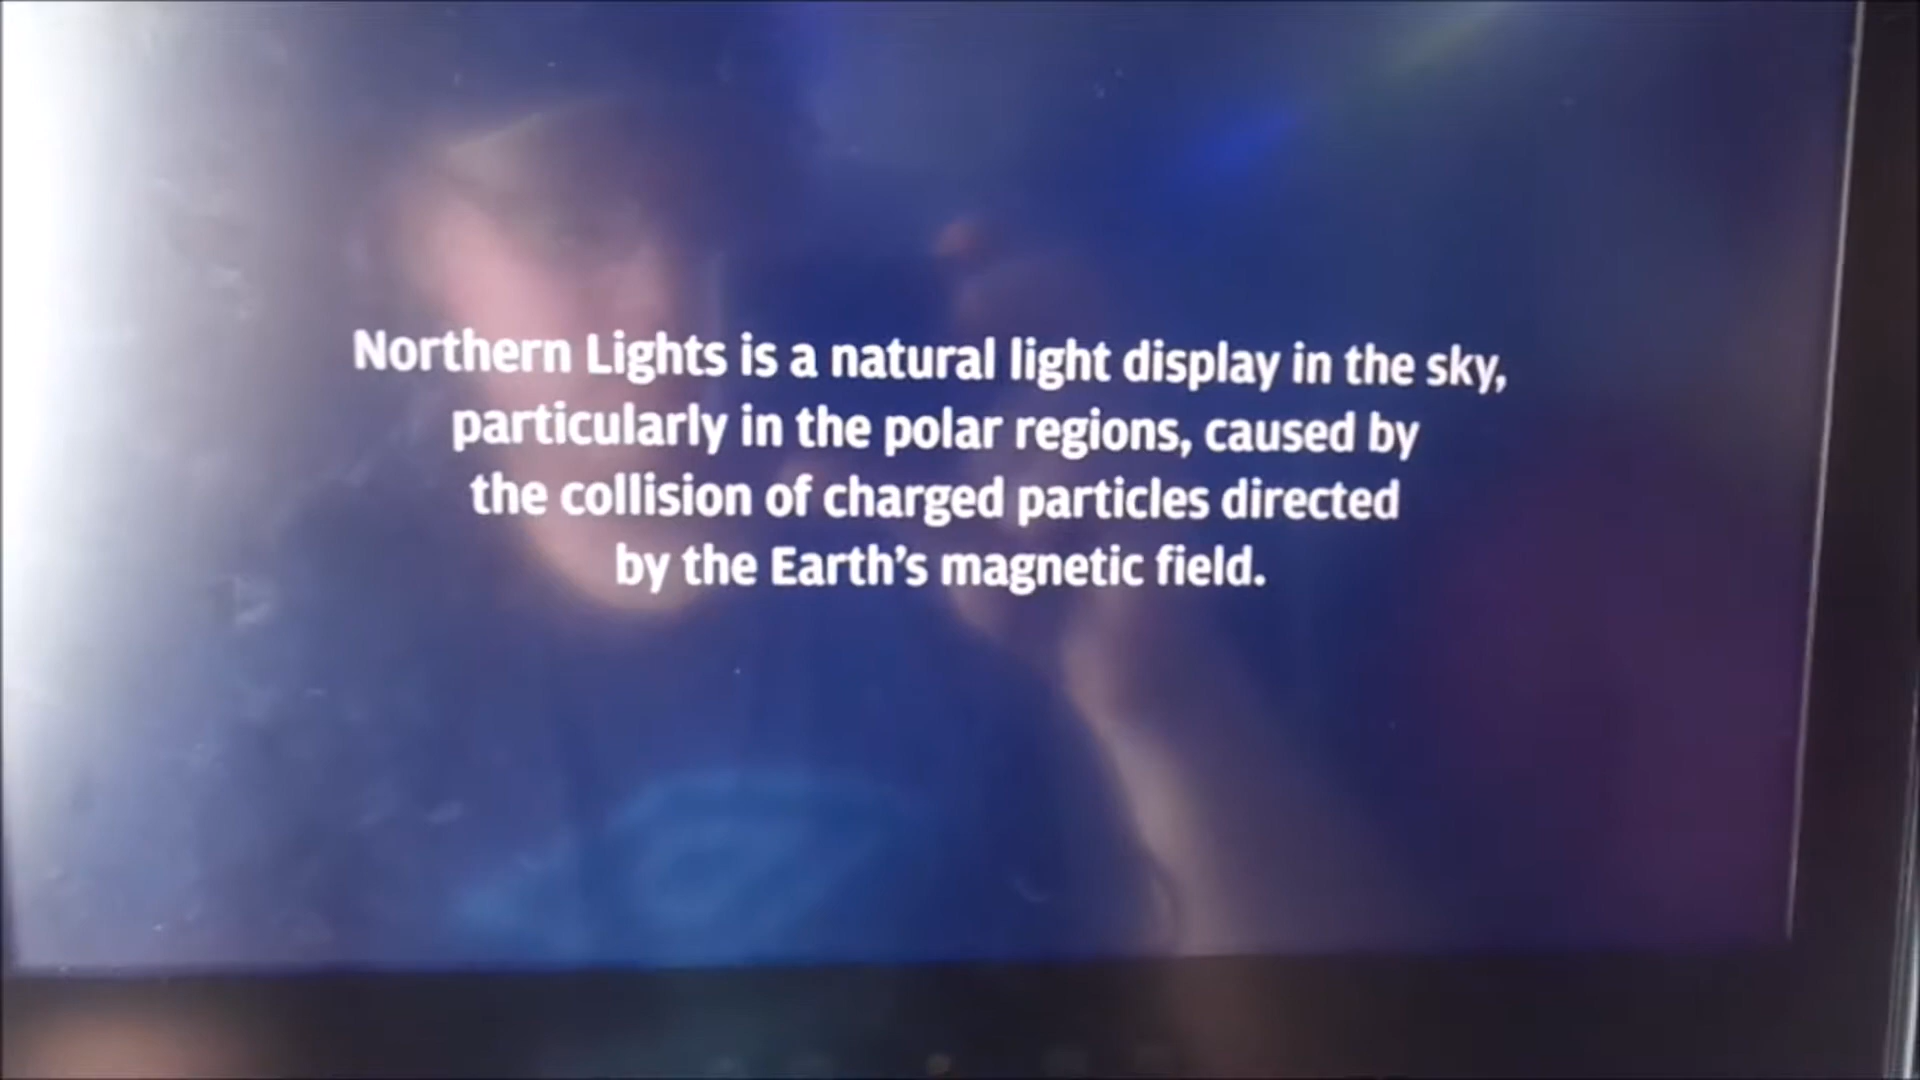 Northern Lights is a natural light display in the sky,
particularly in the polar regions, caused by
the collision of charged particles directed
by the Earth’s magnetic field.